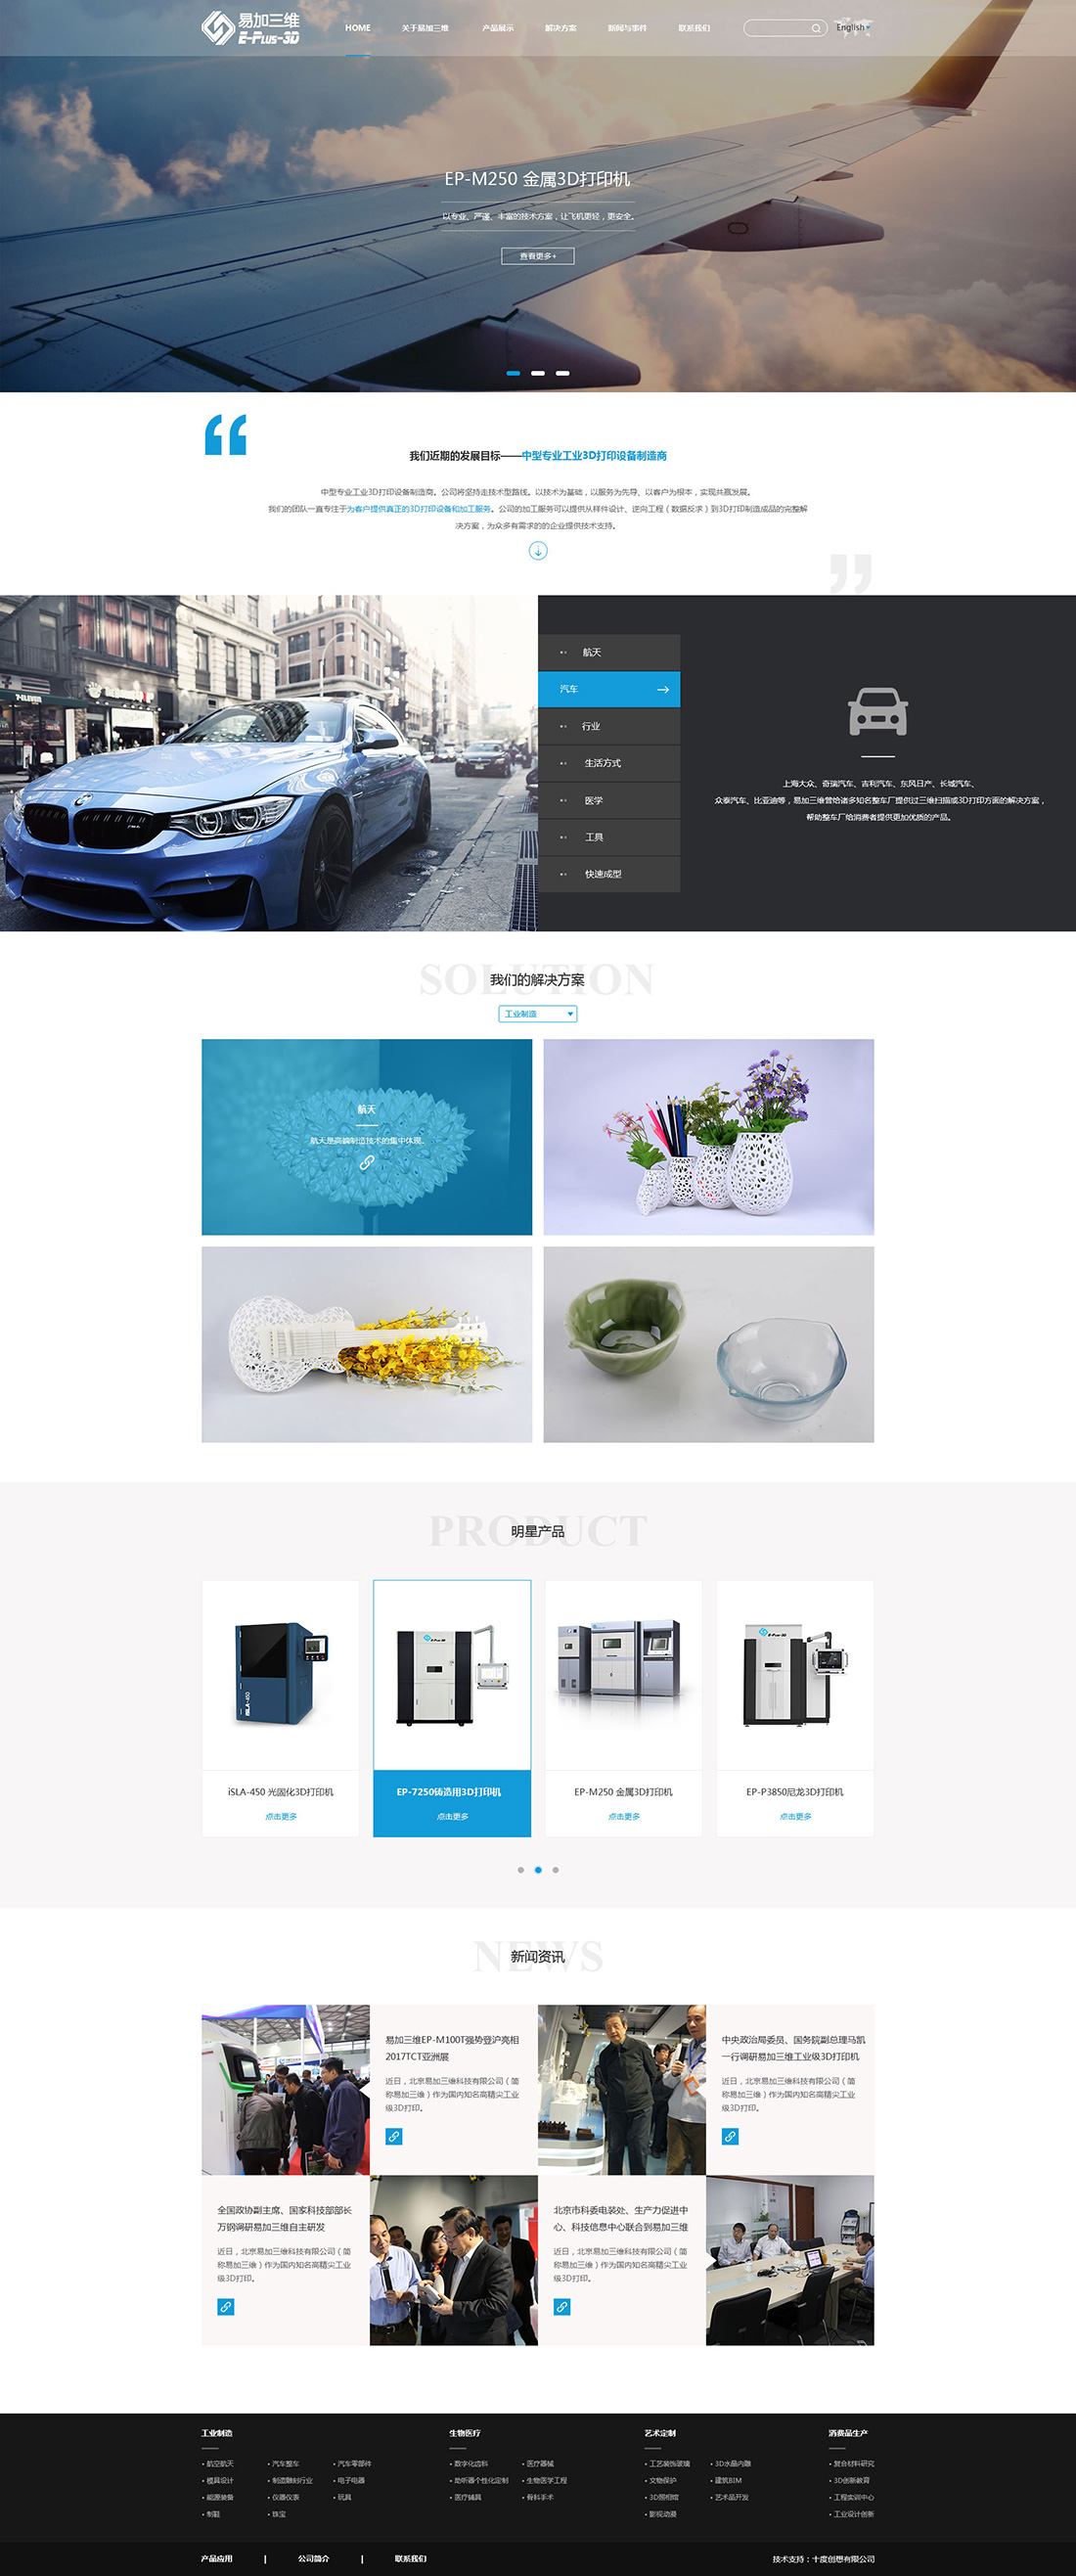 易加三维
E-Plus-3D
HOME
关于易加三维
产品展示
解决方案
新闻与事件
联系我们
English
EP-M250 金属3D打印机
以专业、严谨、丰富的技术方案，让飞机更轻，更安全。
查看更多+
我们近期的发展目标——中型专业工业3D打印设备制造商
中型专业工业3D打印设备制造商。公司将坚持走技术型路线。以技术为基础，以服务为先导、以客户为根本，实现共赢发展。
我们的团队一直专注于为客户提供真正的3D打印设备和加工服务。公司的加工服务可以提供从样件设计、逆向工程（数据反求）到3D打印制造成品的完整解
决方案，为众多有需求的的企业提供技术支持。
7-ELEVEN
航天
汽车
行业
生活方式
医学
工具
快速成型
上海大众、奇瑞汽车、吉利汽车、东风日产、长城汽车、
众泰汽车、比亚迪等，易加三维曾给诸多知名整车厂提供过三维扫描或3D打印方面的解决方案，
帮助整车厂给消费者提供更加优质的产品。
SOLUTION
我们的解决方案
工业制造
航天
航天是高端制造技术的集中体现。
PRODUCT
明星产品
iSLA-450
E-Plus-3D
E-Plus-3D
iSLA-450 光固化3D打印机
点击更多
EP-7250铸造用3D打印机
点击更多
EP-M250 金属3D打印机
点击更多
EP-P3850尼龙3D打印机
点击更多
NEWS
新闻资讯
易加三维EP-M100T强势登沪亮相
2017TCT亚洲展
近日，北京易加三维科技有限公司（简
称易加三维）作为国内知名高精尖工业
级3D打印。
中央政治局委员、国务院副总理马凯
一行调研易加三维工业级3D打印机
近日，北京易加三维科技有限公司（简
称易加三维）作为国内知名高精尖工业
级3D打印。
全国政协副主席、国家科技部部长
万钢调研易加三维自主研发
近日，北京易加三维科技有限公司（简
称易加三维）作为国内知名高精尖工业
级3D打印。
北京市科委电装处、生产力促进中
心、科技信息中心联合到易加三维
近日，北京易加三维科技有限公司（简
称易加三维）作为国内知名高精尖工业
级3D打印。
工业制造
• 航空航天
• 汽车整车
• 汽车零部件
• 模具设计
• 制造雕刻行业
• 电子电器
• 能源装备
• 仪器仪表
• 玩具
• 制鞋
• 珠宝
生物医疗
• 数字化齿科
• 医疗器械
• 助听器个性化定制
• 生物医学工程
• 医疗辅具
• 骨科手术
艺术定制
• 工艺装饰玻璃
• 3D水晶内雕
• 文物保护
• 建筑BIM
• 3D照相馆
• 艺术品开发
• 影视动漫
消费品生产
• 复合材料研究
• 3D创新教育
• 工程实训中心
• 工业设计创新
产品应用 | 公司简介 | 联系我们
技术支持：十度创想有限公司